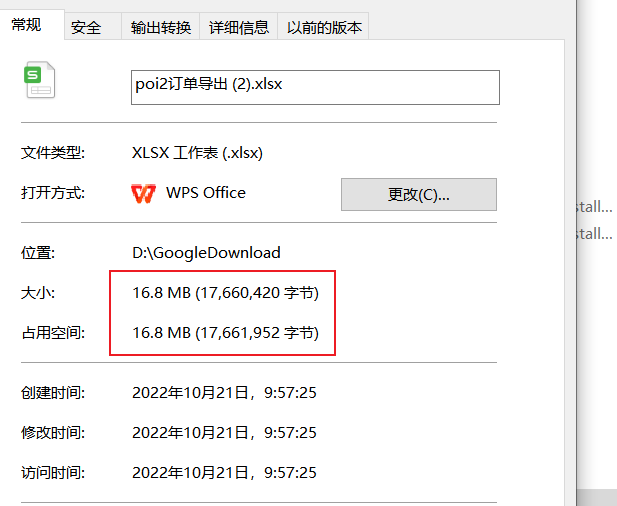 常规 安全 输出转换 详细信息 以前的版本
poi2订单导出 (2).xlsx
文件类型: XLSX 工作表 (.xlsx)
打开方式: WPS Office 更改(C)...
stall...
stall...
位置: D:\GoogleDownload
大小: 16.8 MB (17,660,420 字节)
占用空间: 16.8 MB (17,661,952 字节)
创建时间: 2022年10月21日，9:57:25
修改时间: 2022年10月21日，9:57:25
访问时间: 2022年10月21日，9:57:25